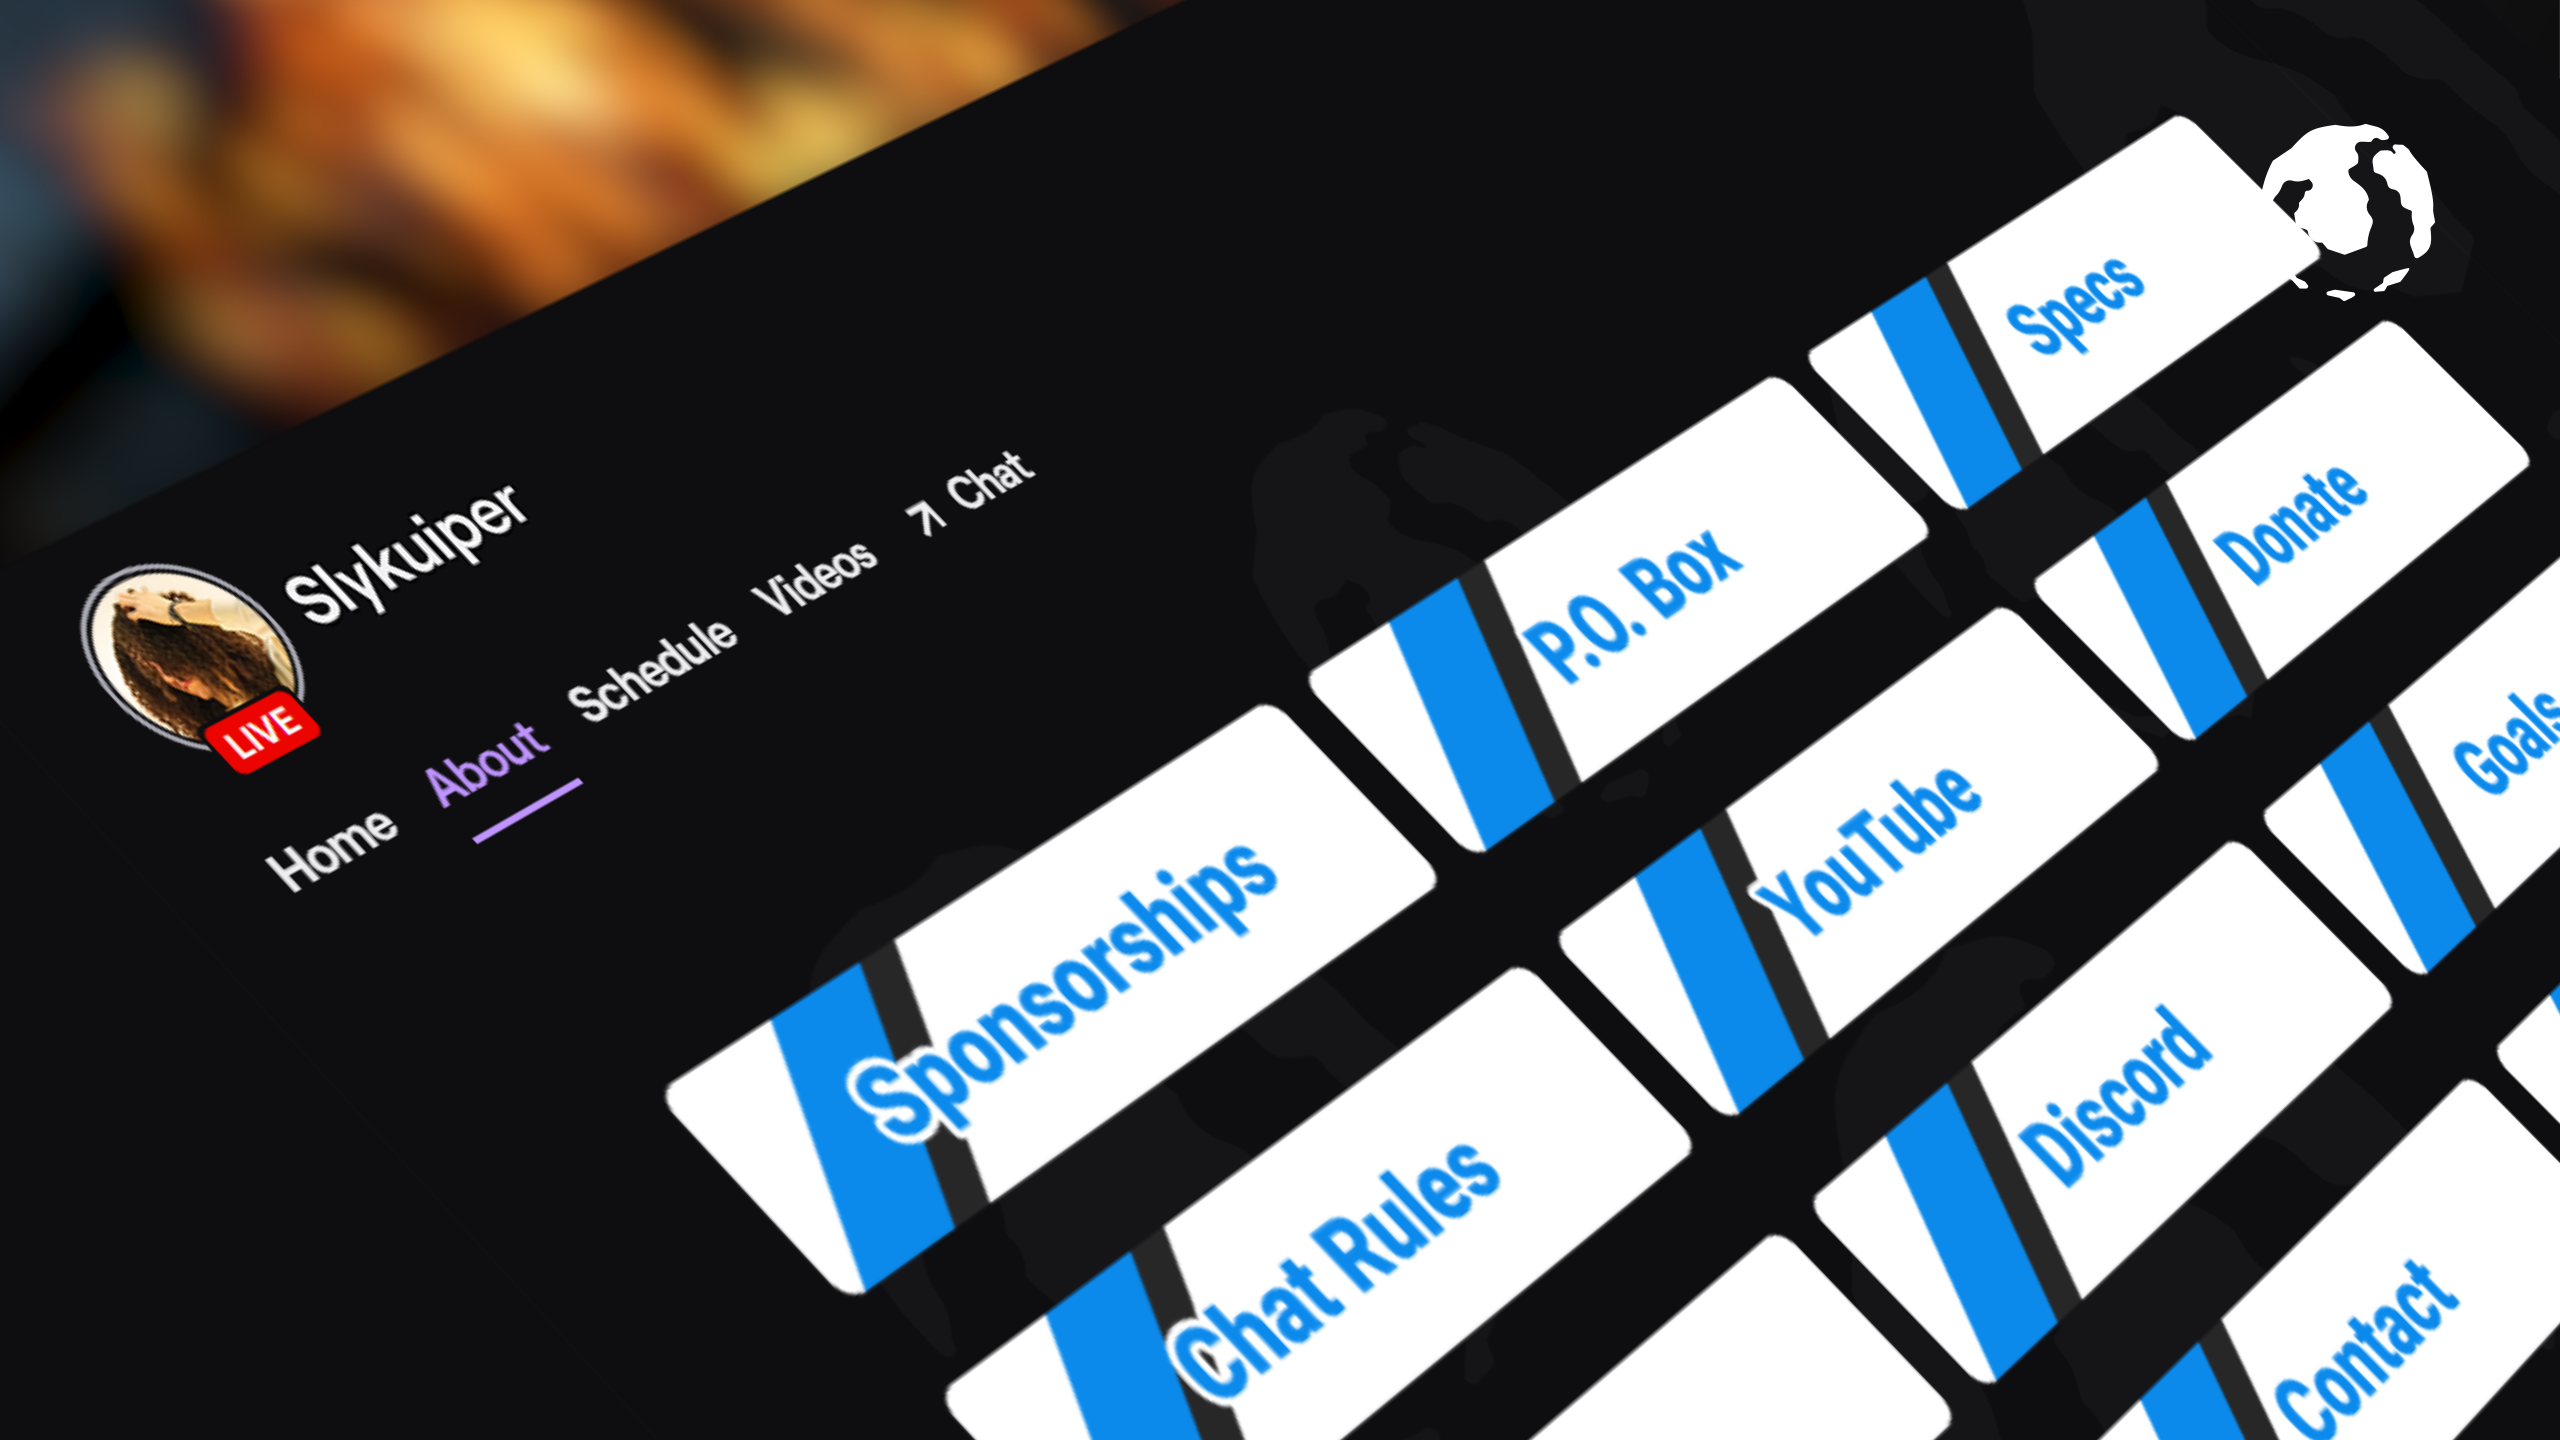 Slykuiper
LIVE
Home About Schedule Videos Chat
Sponsorships
P.O. Box
Specs
Chat Rules
YouTube
Donate
Discord
Goals
Contact